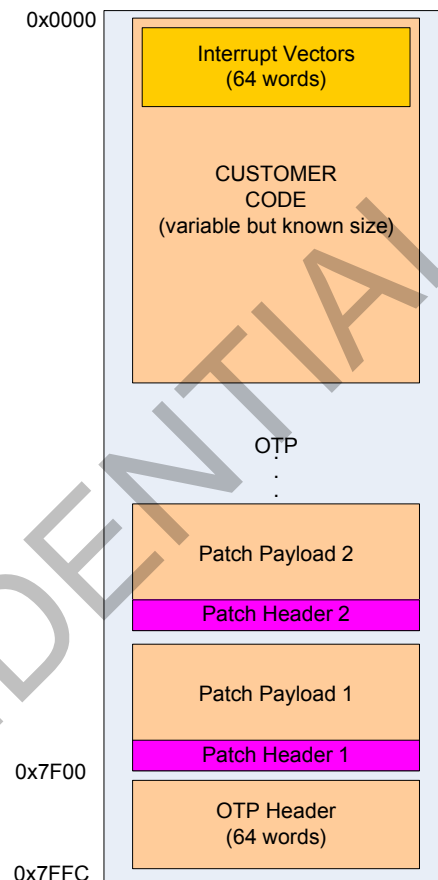 0x0000
Interrupt Vectors
(64 words)
CUSTOMER
CODE
(variable but known size)
OTP
.
.
.
Patch Payload 2
Patch Header 2
Patch Payload 1
Patch Header 1
0x7F00
OTP Header
(64 words)
0x7FFC
DENTIAL